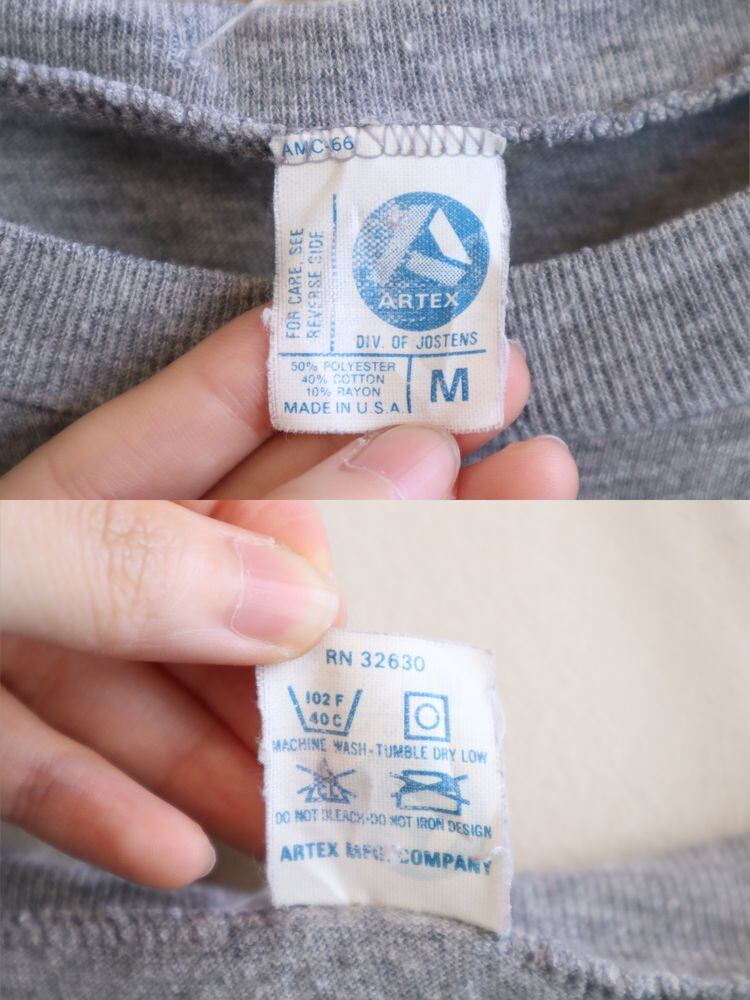 AMC-66
FOR CARE, SEE
REVERSE SIDE
ARTEX
DIV. OF JOSTENS
50% POLYESTER
40% COTTON
10% RAYON
MADE IN U.S.A.
M
RN 32630
102 F
40 C
MACHINE WASH-TUMBLE DRY LOW
CL
DO NOT BLEACH-DO NOT IRON DESIGN
ARTEX MFG. COMPANY